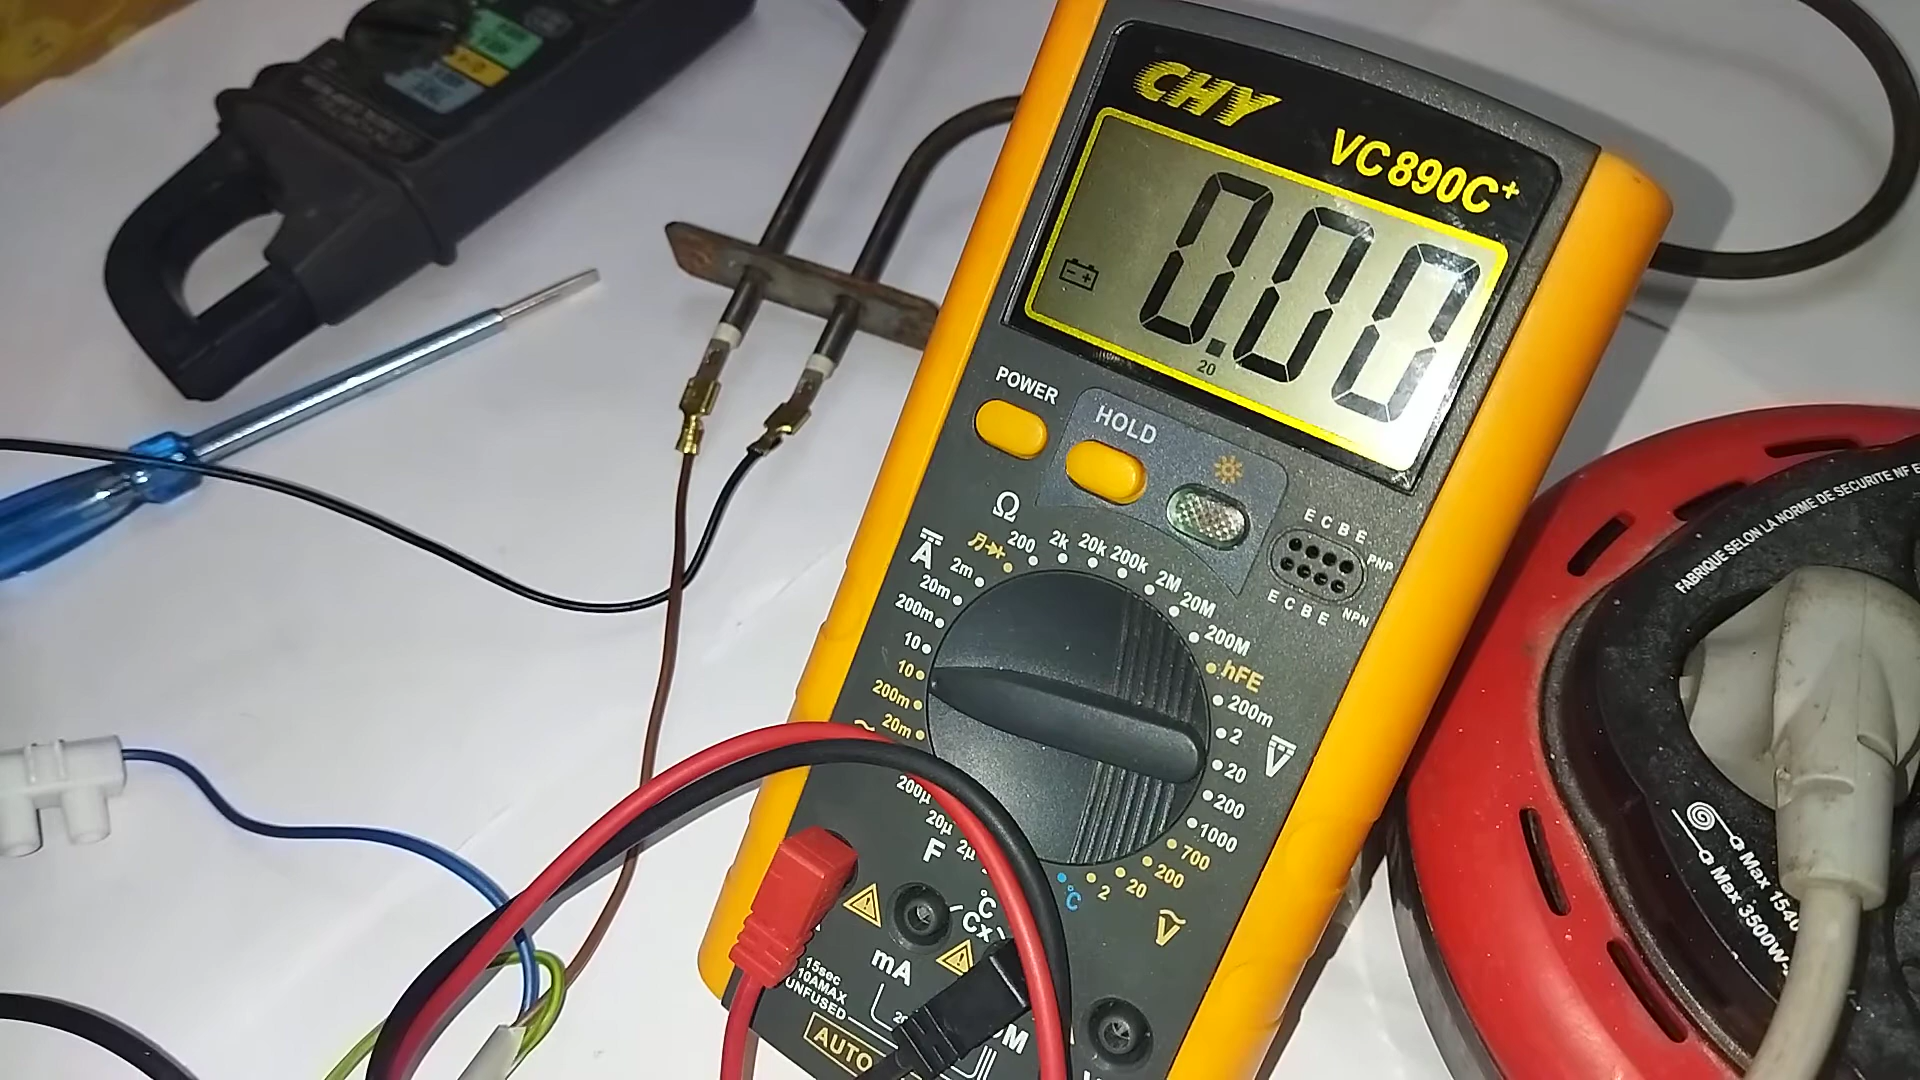 CHY
VC890C+
0.00
20
POWER
HOLD
Ω
200
2k
20k
200k
2M
20M
200M
hFE
A
2m
20m
200m
10
10
200m
20m
200m
2
20
200
1000
V
700
200
20
2
V
°C
200µ
20µ
2µ
F
E C B E
PNP
E C B E
NPN
°C
Cx
mA
15sec
10AMAX
UNFUSED
AUTO
FABRIQUE SELON LA NORME DE SECURITE NF
Max
Max 3500W